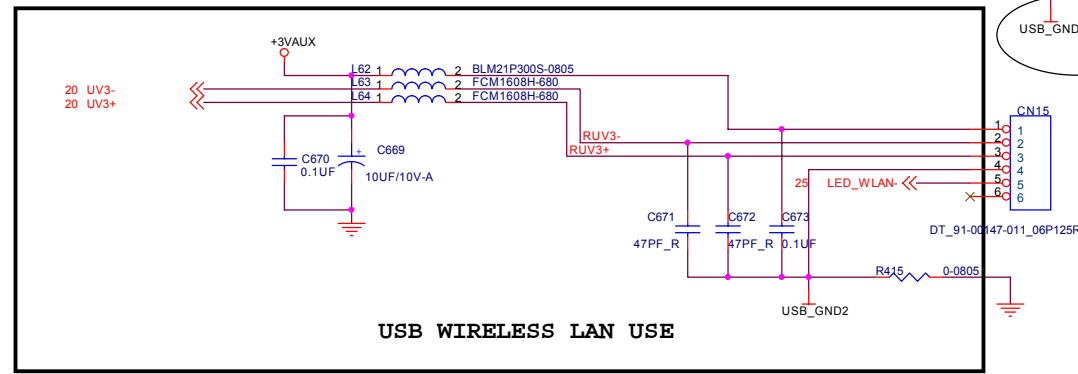 USB_GND
+3VAUX
L62 1 2 BLM21P300S-0805
L63 1 2 FCM1608H-680
L64 1 2 FCM1608H-680
20 UV3-
20 UV3+
CN15
1 1
2 2
3 3
4 4
5 5
6 6
RUV3-
RUV3+
C670
0.1UF
+
C669
10UF/10V-A
25 LED_WLAN-
C671
47PF_R
C672
47PF_R
C673
0.1UF
DT_91-00147-011_06P125R
R415 0-0805
USB_GND2
USB WIRELESS LAN USE